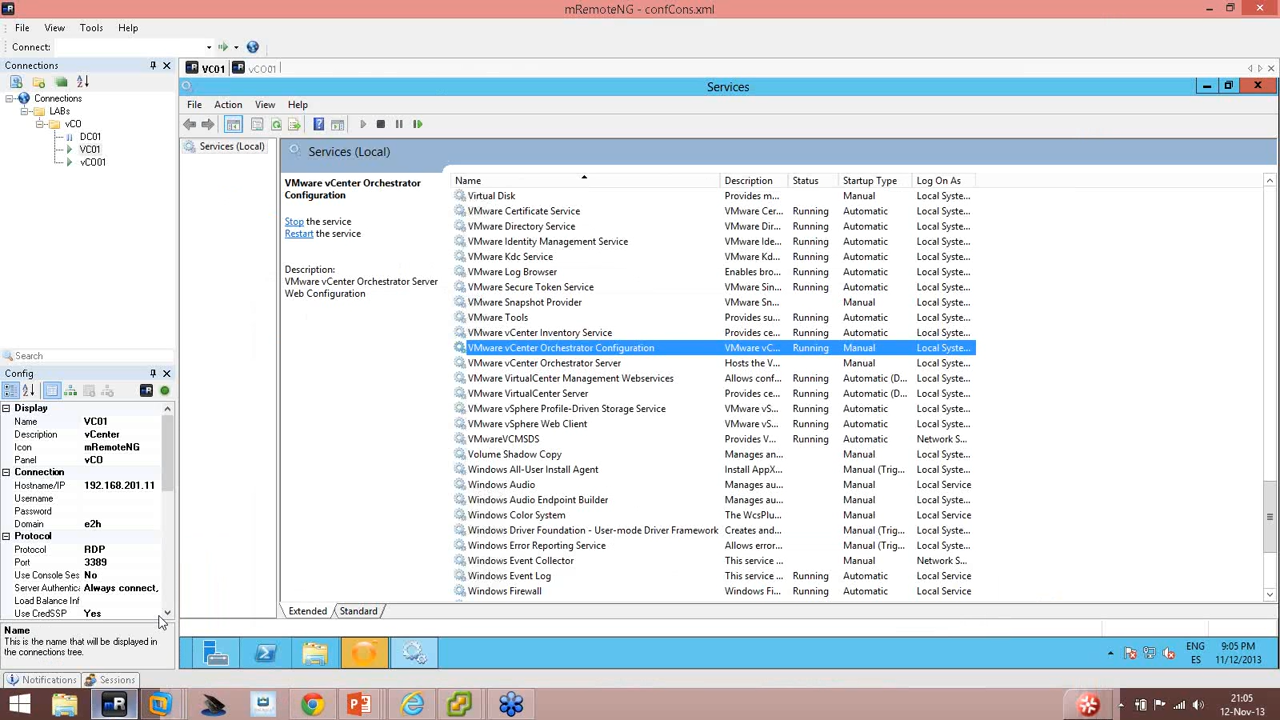 mRemoteNG - confCons.xml
File View Tools Help
Connect:
Connections
VC01 vCO01
Connections
LABs
vCO
DC01
VC01
vCO01
Search
Config
Display
Name VC01
Description vCenter
Icon mRemoteNG
Panel vCO
Connection
Hostname/IP 192.168.201.11
Username
Password
Domain e2h
Protocol
Protocol RDP
Port 3389
Use Console Ses No
Server Authentica Always connect,
Load Balance Inf
Use CredSSP Yes
Name
This is the name that will be displayed in
the connections tree.
Notifications Sessions
Services
File Action View Help
Services (Local)
Services (Local)
VMware vCenter Orchestrator
Configuration
Stop the service
Restart the service
Description:
VMware vCenter Orchestrator Server
Web Configuration
Name Description Status Startup Type Log On As
Virtual Disk Provides m... Manual Local Syste...
VMware Certificate Service VMware Cer... Running Automatic Local Syste...
VMware Directory Service VMware Dir... Running Automatic Local Syste...
VMware Identity Management Service VMware Ide... Running Automatic Local Syste...
VMware Kdc Service VMware Kd... Running Automatic Local Syste...
VMware Log Browser Enables bro... Running Automatic Local Syste...
VMware Secure Token Service VMware Sin... Running Automatic Local Syste...
VMware Snapshot Provider VMware Sn... Manual Local Syste...
VMware Tools Provides su... Running Automatic Local Syste...
VMware vCenter Inventory Service Provides ce... Running Automatic Local Syste...
VMware vCenter Orchestrator Configuration VMware vC... Running Manual Local Syste...
VMware vCenter Orchestrator Server Hosts the V... Manual Local Syste...
VMware VirtualCenter Management Webservices Allows conf... Running Automatic (D... Local Syste...
VMware VirtualCenter Server Provides ce... Running Automatic (D... Local Syste...
VMware vSphere Profile-Driven Storage Service VMware vS... Running Automatic Local Syste...
VMware vSphere Web Client VMware vS... Running Automatic Local Syste...
VMwareVCMSDS Provides V... Running Automatic Network S...
Volume Shadow Copy Manages an... Manual Local Syste...
Windows All-User Install Agent Install AppX... Manual (Trig... Local Syste...
Windows Audio Manages au... Manual Local Service
Windows Audio Endpoint Builder Manages au... Manual Local Syste...
Windows Color System The WcsPlu... Manual Local Service
Windows Driver Foundation - User-mode Driver Framework Creates and... Manual (Trig... Local Syste...
Windows Error Reporting Service Allows error... Manual (Trig... Local Syste...
Windows Event Collector This service ... Manual Network S...
Windows Event Log This service ... Running Automatic Local Service
Windows Firewall Windows Fi... Running Automatic Local Service
Extended Standard
ENG 9:05 PM
ES 11/12/2013
21:05
12-Nov-13